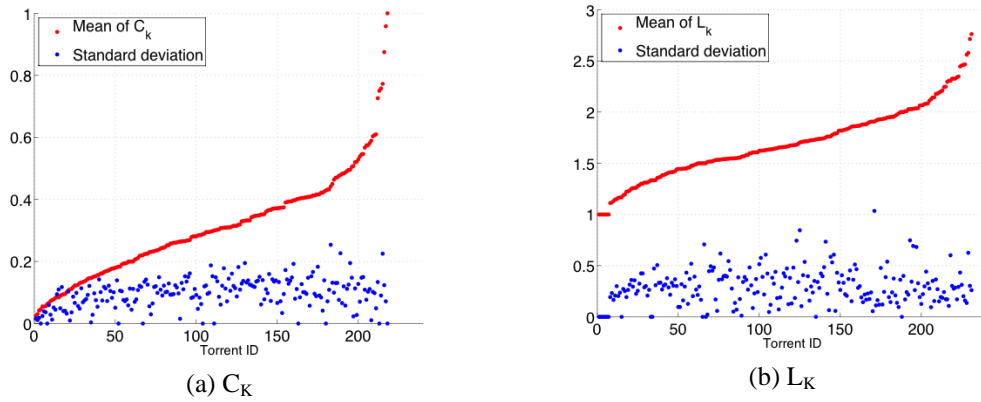 1
0.8
0.6
0.4
0.2
0
Mean of C_k
Standard deviation
0 50 100 150 200
Torrent ID
(a) C_K
3
2.5
2
1.5
1
0.5
0
Mean of L_k
Standard deviation
0 50 100 150 200
Torrent ID
(b) L_K